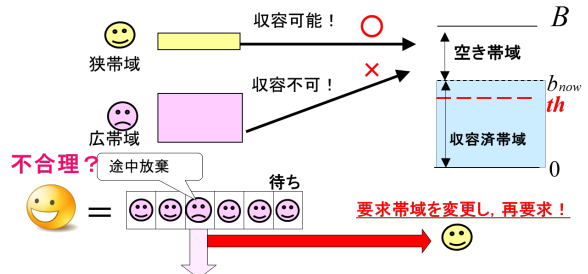 収容可能！
○
B
狭帯域
空き帯域
収容不可！
×
b_now
th
広帯域
収容済帯域
0
不合理？
途中放棄
待ち
＝
要求帯域を変更し，再要求！